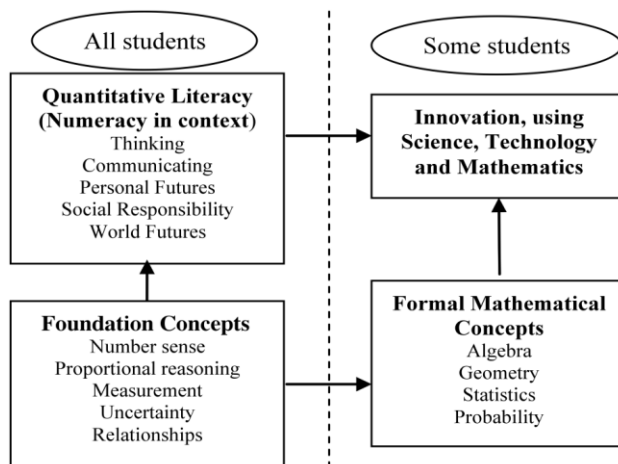 All students
Some students
Quantitative Literacy
(Numeracy in context)
Thinking
Communicating
Personal Futures
Social Responsibility
World Futures
Innovation, using
Science, Technology
and Mathematics
Foundation Concepts
Number sense
Proportional reasoning
Measurement
Uncertainty
Relationships
Formal Mathematical
Concepts
Algebra
Geometry
Statistics
Probability